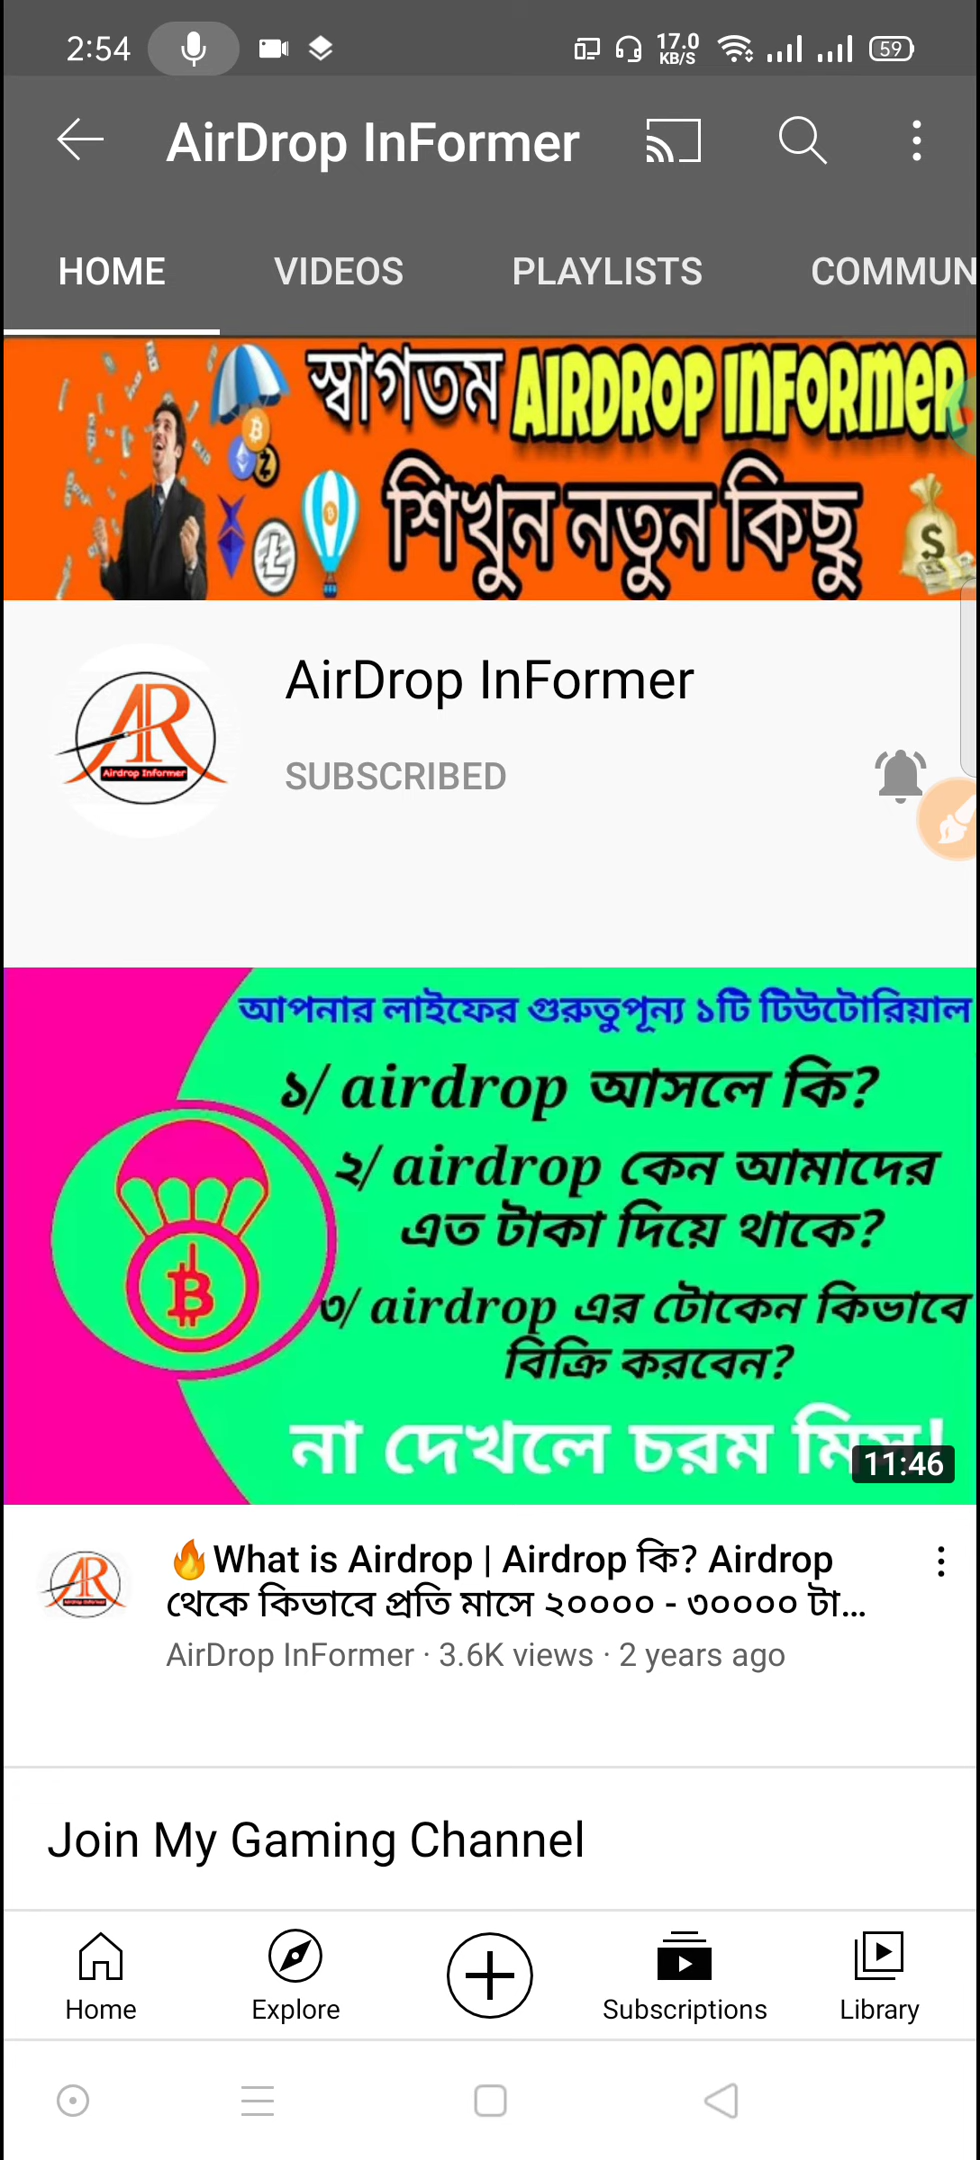 2:54
17.0
KB/S
59
AirDrop InFormer
HOME
VIDEOS
PLAYLISTS
COMMUN
স্বাগতম AIRDROP INFORMER
শিখুন নতুন কিছু
AR
Airdrop Informer
AirDrop InFormer
SUBSCRIBED
আপনার লাইফের গুরুতুপূন্য ১টি টিউটোরিয়াল
১/ airdrop আসলে কি?
২/ airdrop কেন আমাদের
এত টাকা দিয়ে থাকে?
৩/ airdrop এর টোকেন কিভাবে
বিক্রি করবেন?
না দেখলে চরম মিস!
11:46
🔥What is Airdrop | Airdrop কি? Airdrop
থেকে কিভাবে প্রতি মাসে ২০০০০ - ৩০০০০ টা...
AirDrop InFormer · 3.6K views · 2 years ago
Join My Gaming Channel
Home
Explore
Subscriptions
Library